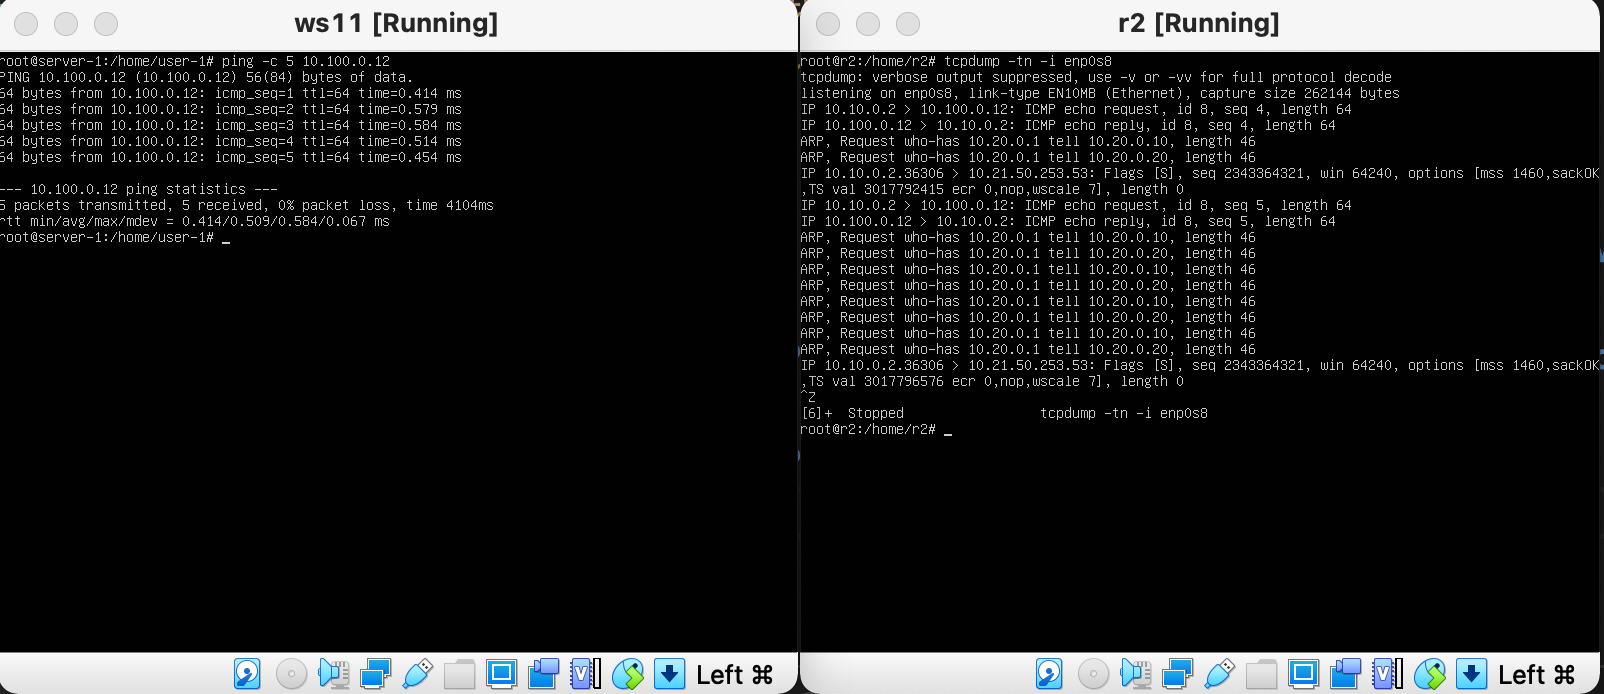 ws11 [Running]
root@server-1:/home/user-1# ping -c 5 10.100.0.12
PING 10.100.0.12 (10.100.0.12) 56(84) bytes of data.
64 bytes from 10.100.0.12: icmp_seq=1 ttl=64 time=0.414 ms
64 bytes from 10.100.0.12: icmp_seq=2 ttl=64 time=0.579 ms
64 bytes from 10.100.0.12: icmp_seq=3 ttl=64 time=0.584 ms
64 bytes from 10.100.0.12: icmp_seq=4 ttl=64 time=0.514 ms
64 bytes from 10.100.0.12: icmp_seq=5 ttl=64 time=0.454 ms
--- 10.100.0.12 ping statistics ---
5 packets transmitted, 5 received, 0% packet loss, time 4104ms
rtt min/avg/max/mdev = 0.414/0.509/0.584/0.067 ms
root@server-1:/home/user-1# _
Left ⌘
r2 [Running]
root@r2:/home/r2# tcpdump -tn -i enp0s8
tcpdump: verbose output suppressed, use -v or -vv for full protocol decode
listening on enp0s8, link-type EN10MB (Ethernet), capture size 262144 bytes
IP 10.10.0.2 > 10.100.0.12: ICMP echo request, id 8, seq 4, length 64
IP 10.100.0.12 > 10.10.0.2: ICMP echo reply, id 8, seq 4, length 64
ARP, Request who-has 10.20.0.1 tell 10.20.0.10, length 46
ARP, Request who-has 10.20.0.1 tell 10.20.0.20, length 46
IP 10.10.0.2.36306 > 10.21.50.253.53: Flags [S], seq 2343364321, win 64240, options [mss 1460,sackOK
,TS val 3017792415 ecr 0,nop,wscale 7], length 0
IP 10.10.0.2 > 10.100.0.12: ICMP echo request, id 8, seq 5, length 64
IP 10.100.0.12 > 10.10.0.2: ICMP echo reply, id 8, seq 5, length 64
ARP, Request who-has 10.20.0.1 tell 10.20.0.10, length 46
ARP, Request who-has 10.20.0.1 tell 10.20.0.20, length 46
ARP, Request who-has 10.20.0.1 tell 10.20.0.10, length 46
ARP, Request who-has 10.20.0.1 tell 10.20.0.20, length 46
ARP, Request who-has 10.20.0.1 tell 10.20.0.10, length 46
ARP, Request who-has 10.20.0.1 tell 10.20.0.20, length 46
ARP, Request who-has 10.20.0.1 tell 10.20.0.10, length 46
ARP, Request who-has 10.20.0.1 tell 10.20.0.20, length 46
IP 10.10.0.2.36306 > 10.21.50.253.53: Flags [S], seq 2343364321, win 64240, options [mss 1460,sackOK
,TS val 3017796576 ecr 0,nop,wscale 7], length 0
^Z
[6]+  Stopped                 tcpdump -tn -i enp0s8
root@r2:/home/r2# _
Left ⌘